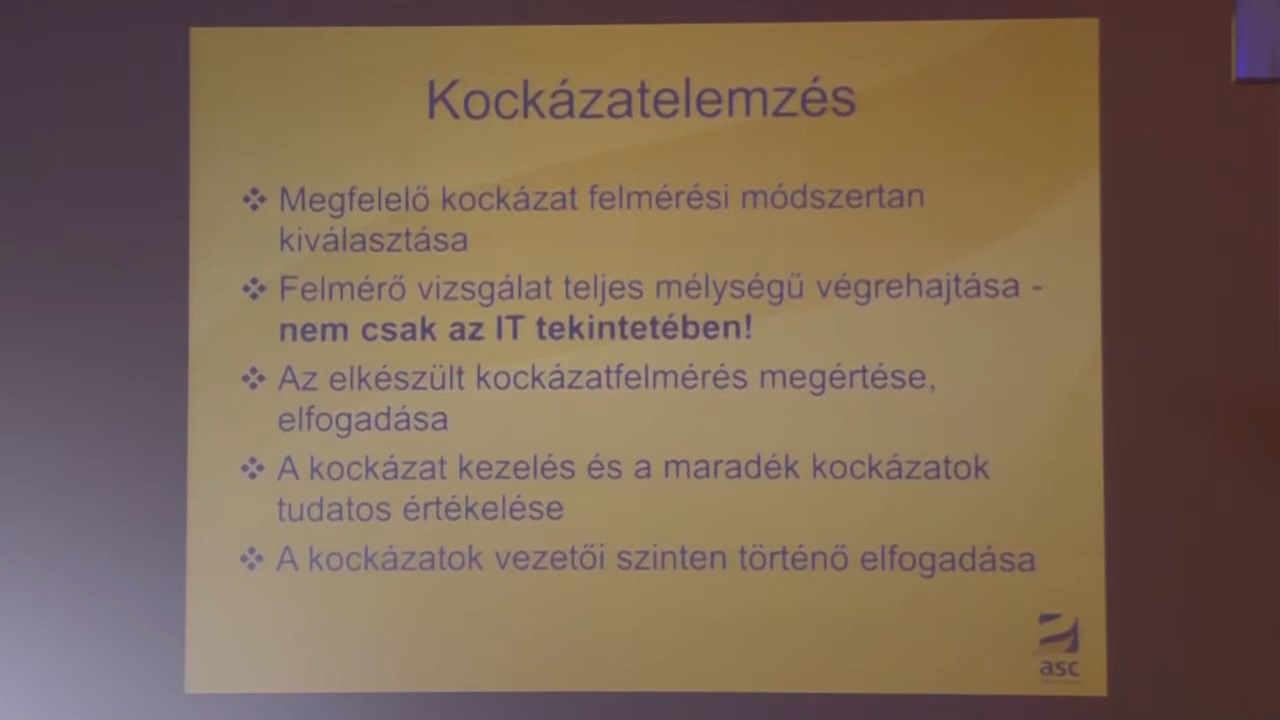 Kockázatelemzés
❖ Megfelelő kockázat felmérési módszertan
kiválasztása
❖ Felmérő vizsgálat teljes mélységű végrehajtása -
nem csak az IT tekintetében!
❖ Az elkészült kockázatfelmérés megértése,
elfogadása
❖ A kockázat kezelés és a maradék kockázatok
tudatos értékelése
❖ A kockázatok vezetői szinten történő elfogadása
asc